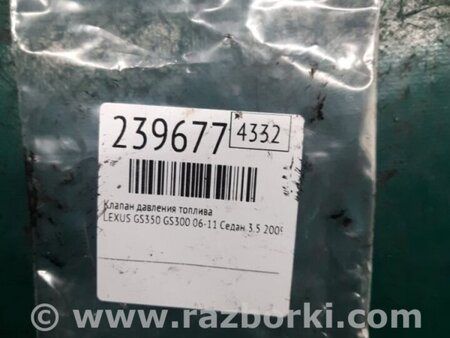 239677 4332
Клапан давления топлива
LEXUS GS350 GS300 06-11 Седан 3.5
www.razborki.com